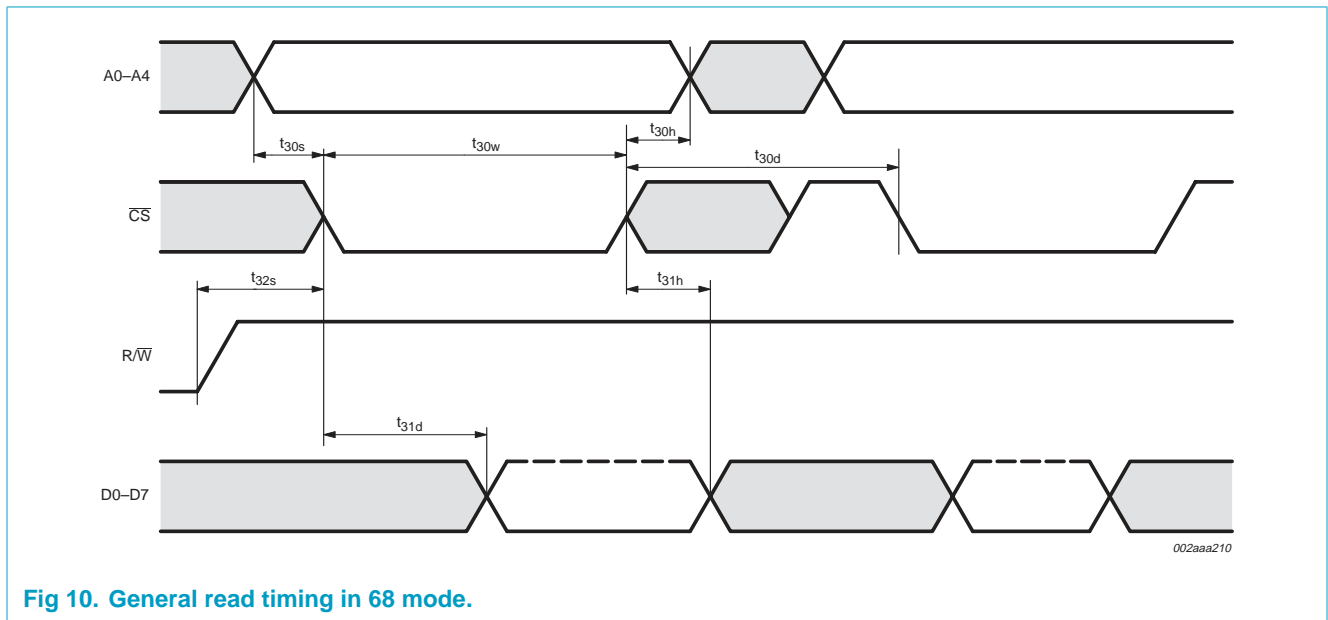 A0–A4
t30s
t30w
t30h
t30d
C̅S̅
t32s
t31h
R/W̅
t31d
D0–D7
002aaa210
Fig 10. General read timing in 68 mode.